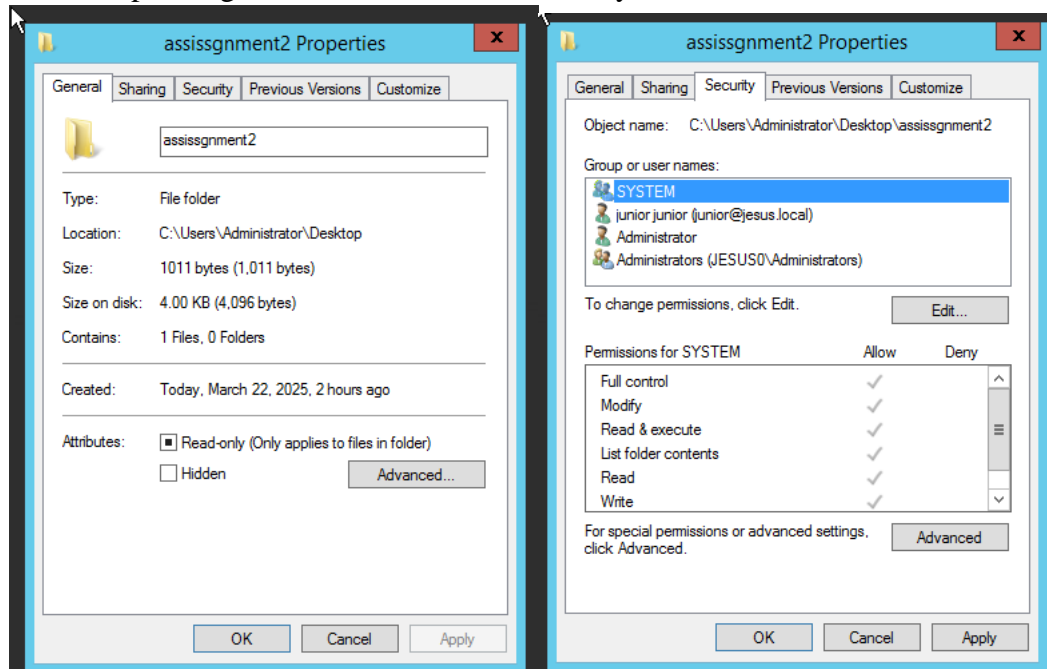 assissgnment2 Properties
x
General Sharing Security Previous Versions Customize
assissgnment2
Type: File folder
Location: C:\Users\Administrator\Desktop
Size: 1011 bytes (1,011 bytes)
Size on disk: 4.00 KB (4,096 bytes)
Contains: 1 Files, 0 Folders
Created: Today, March 22, 2025, 2 hours ago
Attributes: Read-only (Only applies to files in folder)
Hidden Advanced...
OK Cancel Apply
assissgnment2 Properties
x
General Sharing Security Previous Versions Customize
Object name: C:\Users\Administrator\Desktop\assissgnment2
Group or user names:
SYSTEM
junior junior (junior@jesus.local)
Administrator
Administrators (JESUS0\Administrators)
To change permissions, click Edit. Edit...
Permissions for SYSTEM Allow Deny
Full control
Modify
Read & execute
List folder contents
Read
Write
For special permissions or advanced settings, Advanced
click Advanced.
OK Cancel Apply